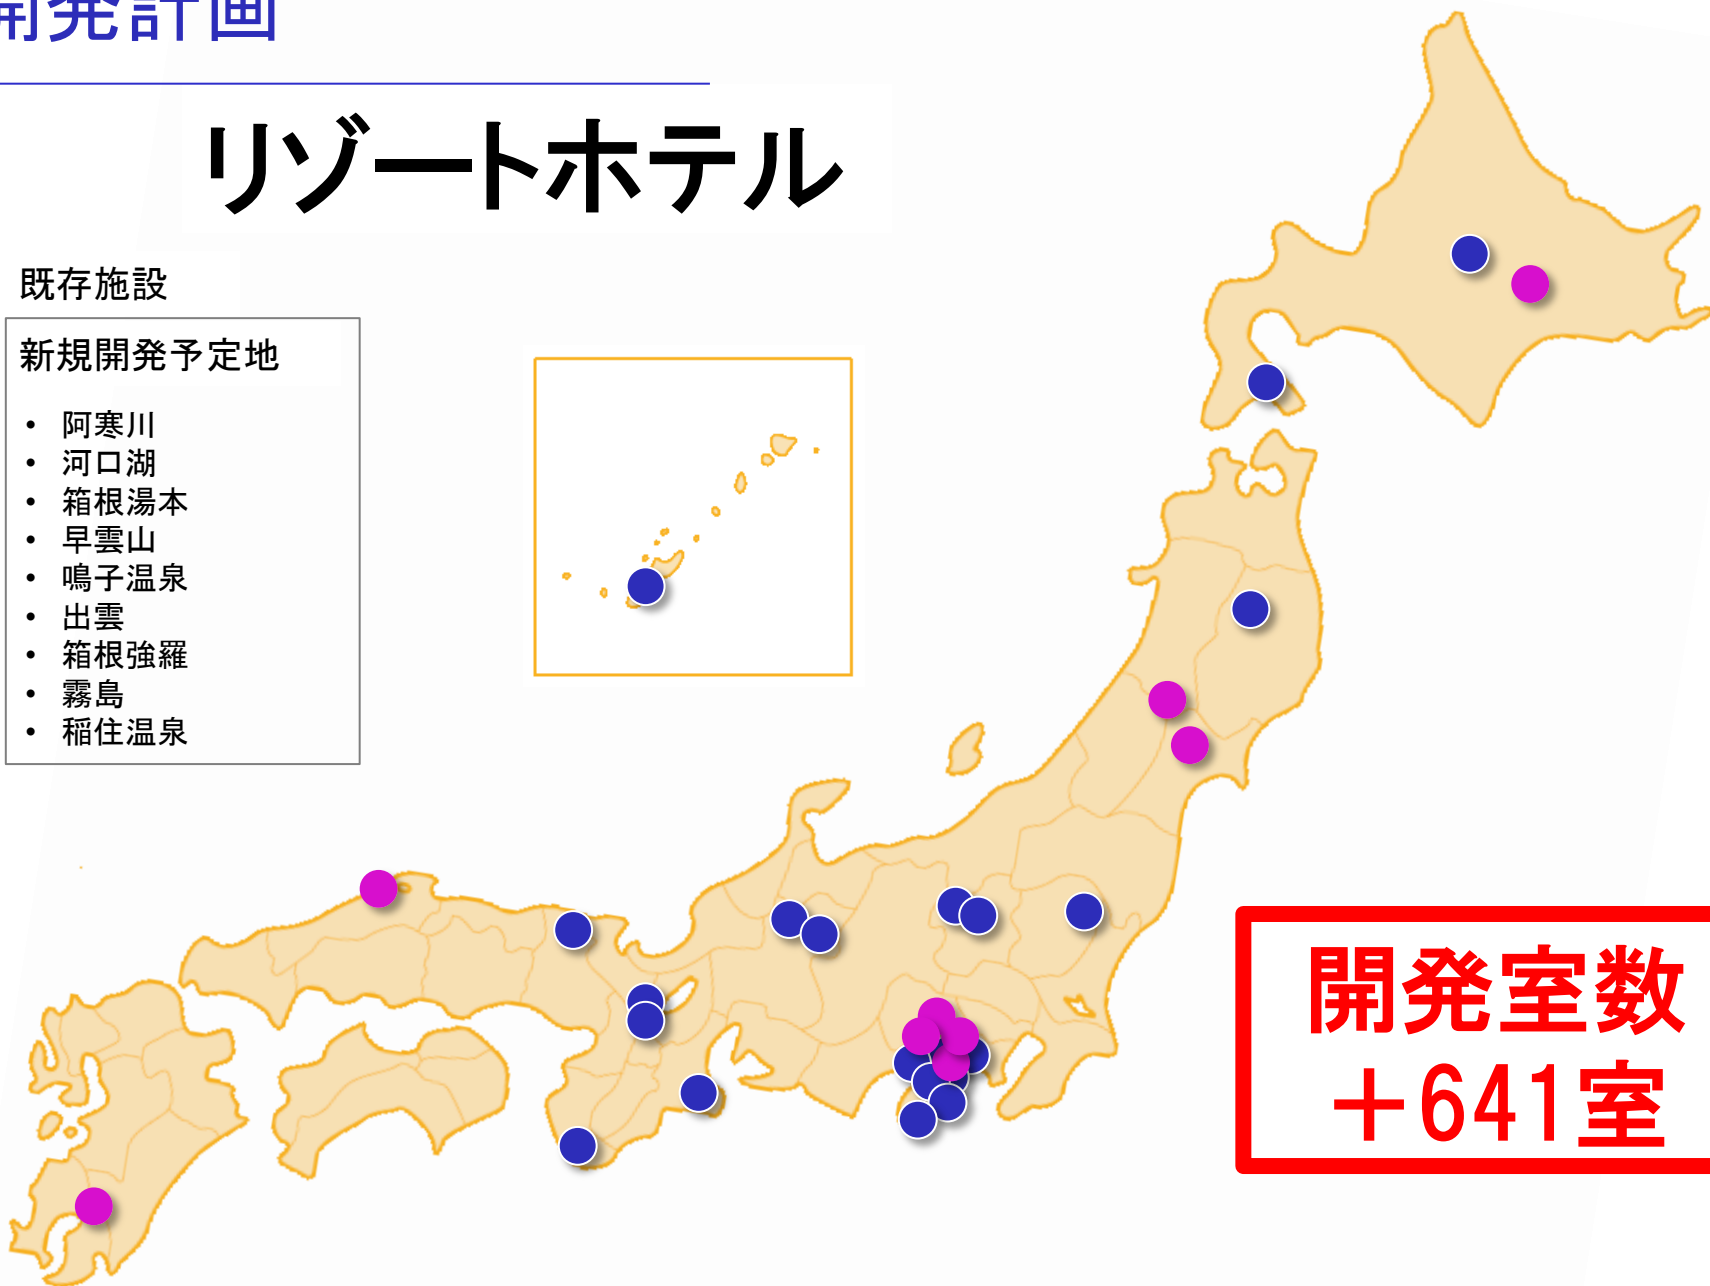 開発計画
リゾートホテル
既存施設
新規開発予定地
• 阿寒川
• 河口湖
• 箱根湯本
• 早雲山
• 鳴子温泉
• 出雲
• 箱根強羅
• 霧島
• 稲住温泉
開発室数
＋641室